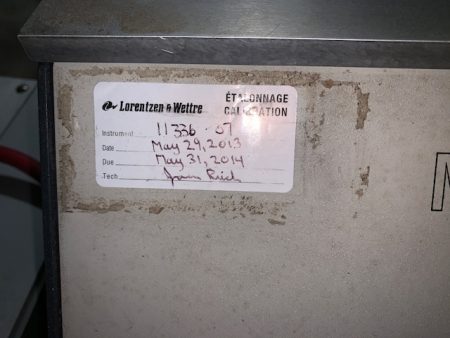 Lorentzen & Wettre
ÉTALONNAGE
CALIBRATION
Instrument 11336-07
Date May 29, 2013
Due May 31, 2014
Tech